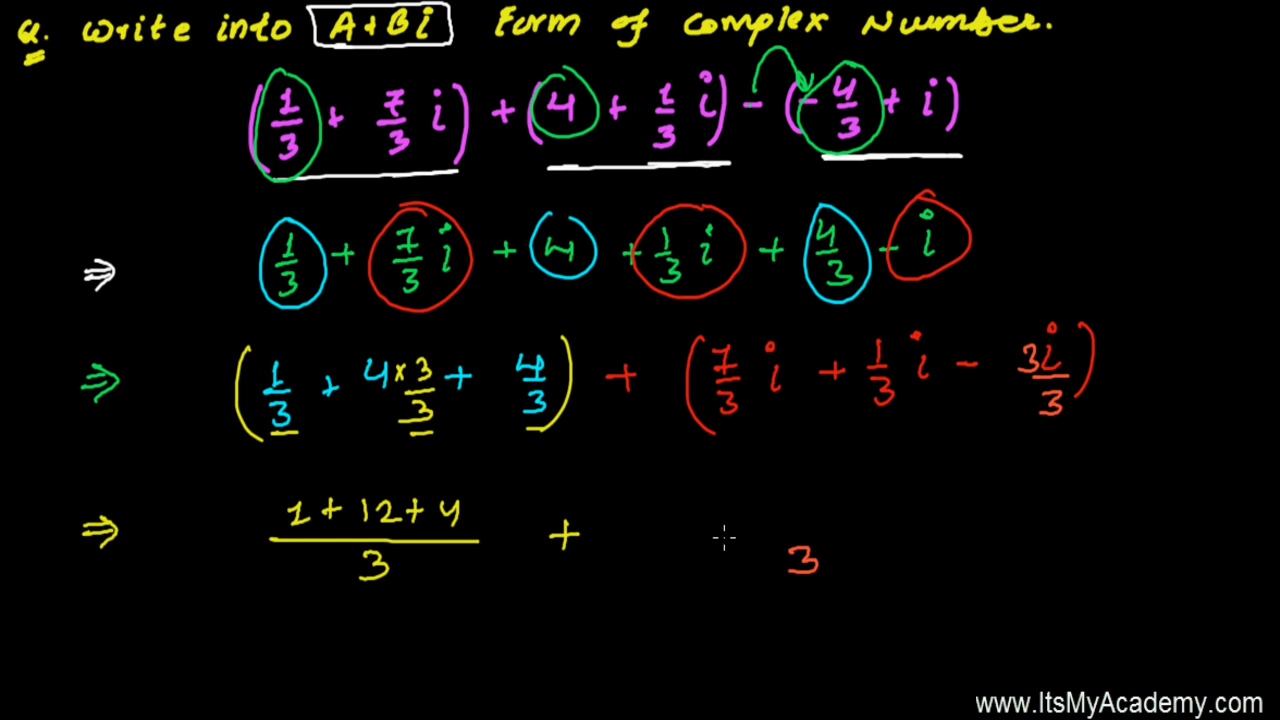 Q. Write into A+Bi Form of complex Number.
(1/3 + 7/3 i) + (4 + 1/3 i) - (-4/3 + i)
⇒ 1/3 + 7/3 i + 4 + 1/3 i + 4/3 - i
⇒ (1/3 + 4×3/3 + 4/3) + (7/3 i + 1/3 i - 3i/3)
⇒ 1+12+4/3 + 3
www.ItsMyAcademy.com